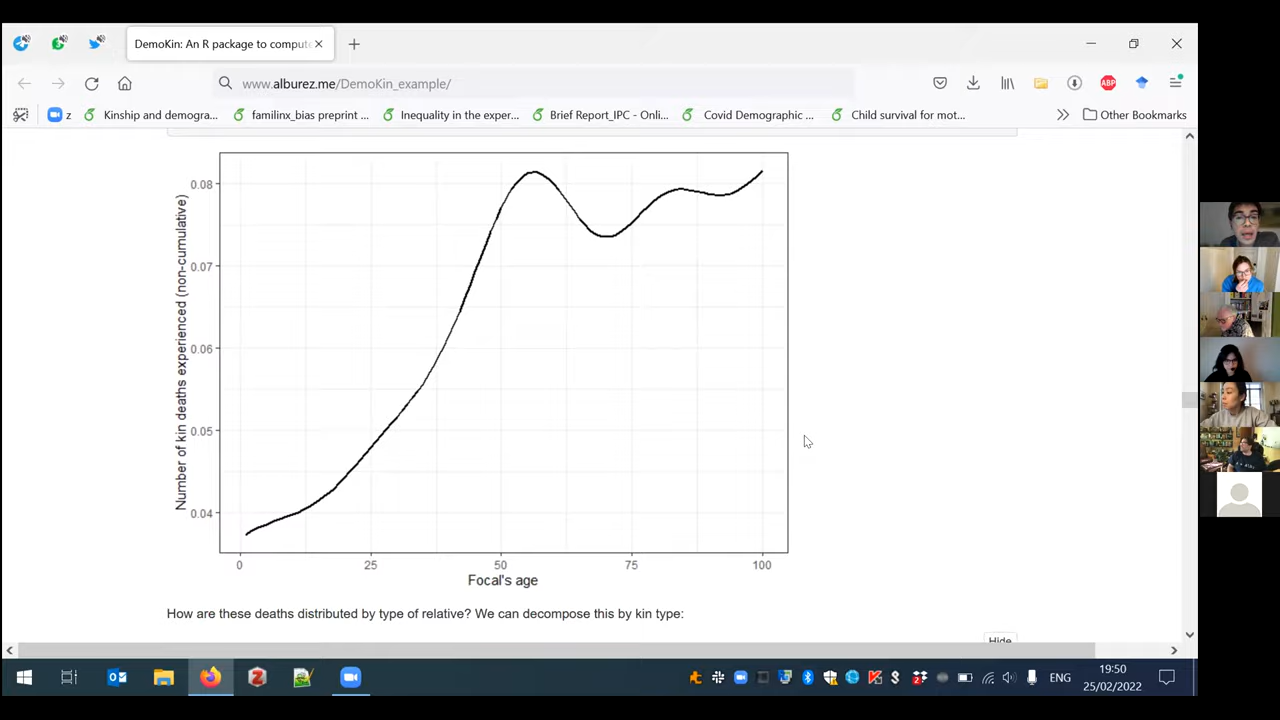 DemoKin: An R package to comput
www.alburez.me/DemoKin_example/
ABP
z
Kinship and demogra...
familinx_bias preprint ...
Inequality in the exper...
Brief Report_IPC - Onli...
Covid Demographic ...
Child survival for mot...
Other Bookmarks
Number of kin deaths experienced (non-cumulative)
0.08
0.07
0.06
0.05
0.04
0
25
50
75
100
Focal's age
How are these deaths distributed by type of relative? We can decompose this by kin type:
Hide
ENG
19:50
25/02/2022